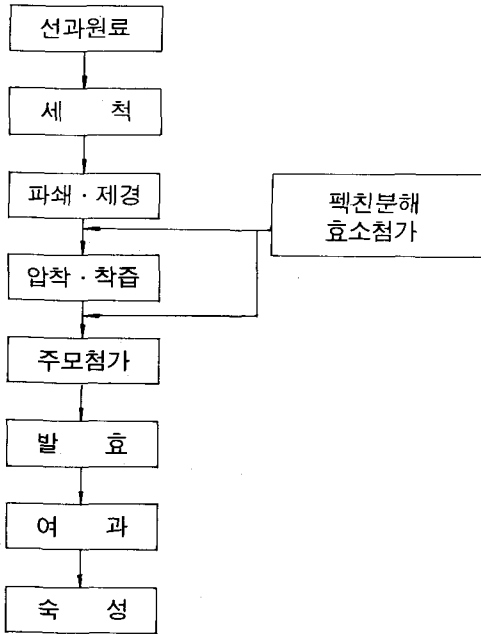 선과원료
세 척
파쇄 · 제경
펙친분해
효소첨가
압착 · 착즙
주모첨가
발 효
여 과
숙 성